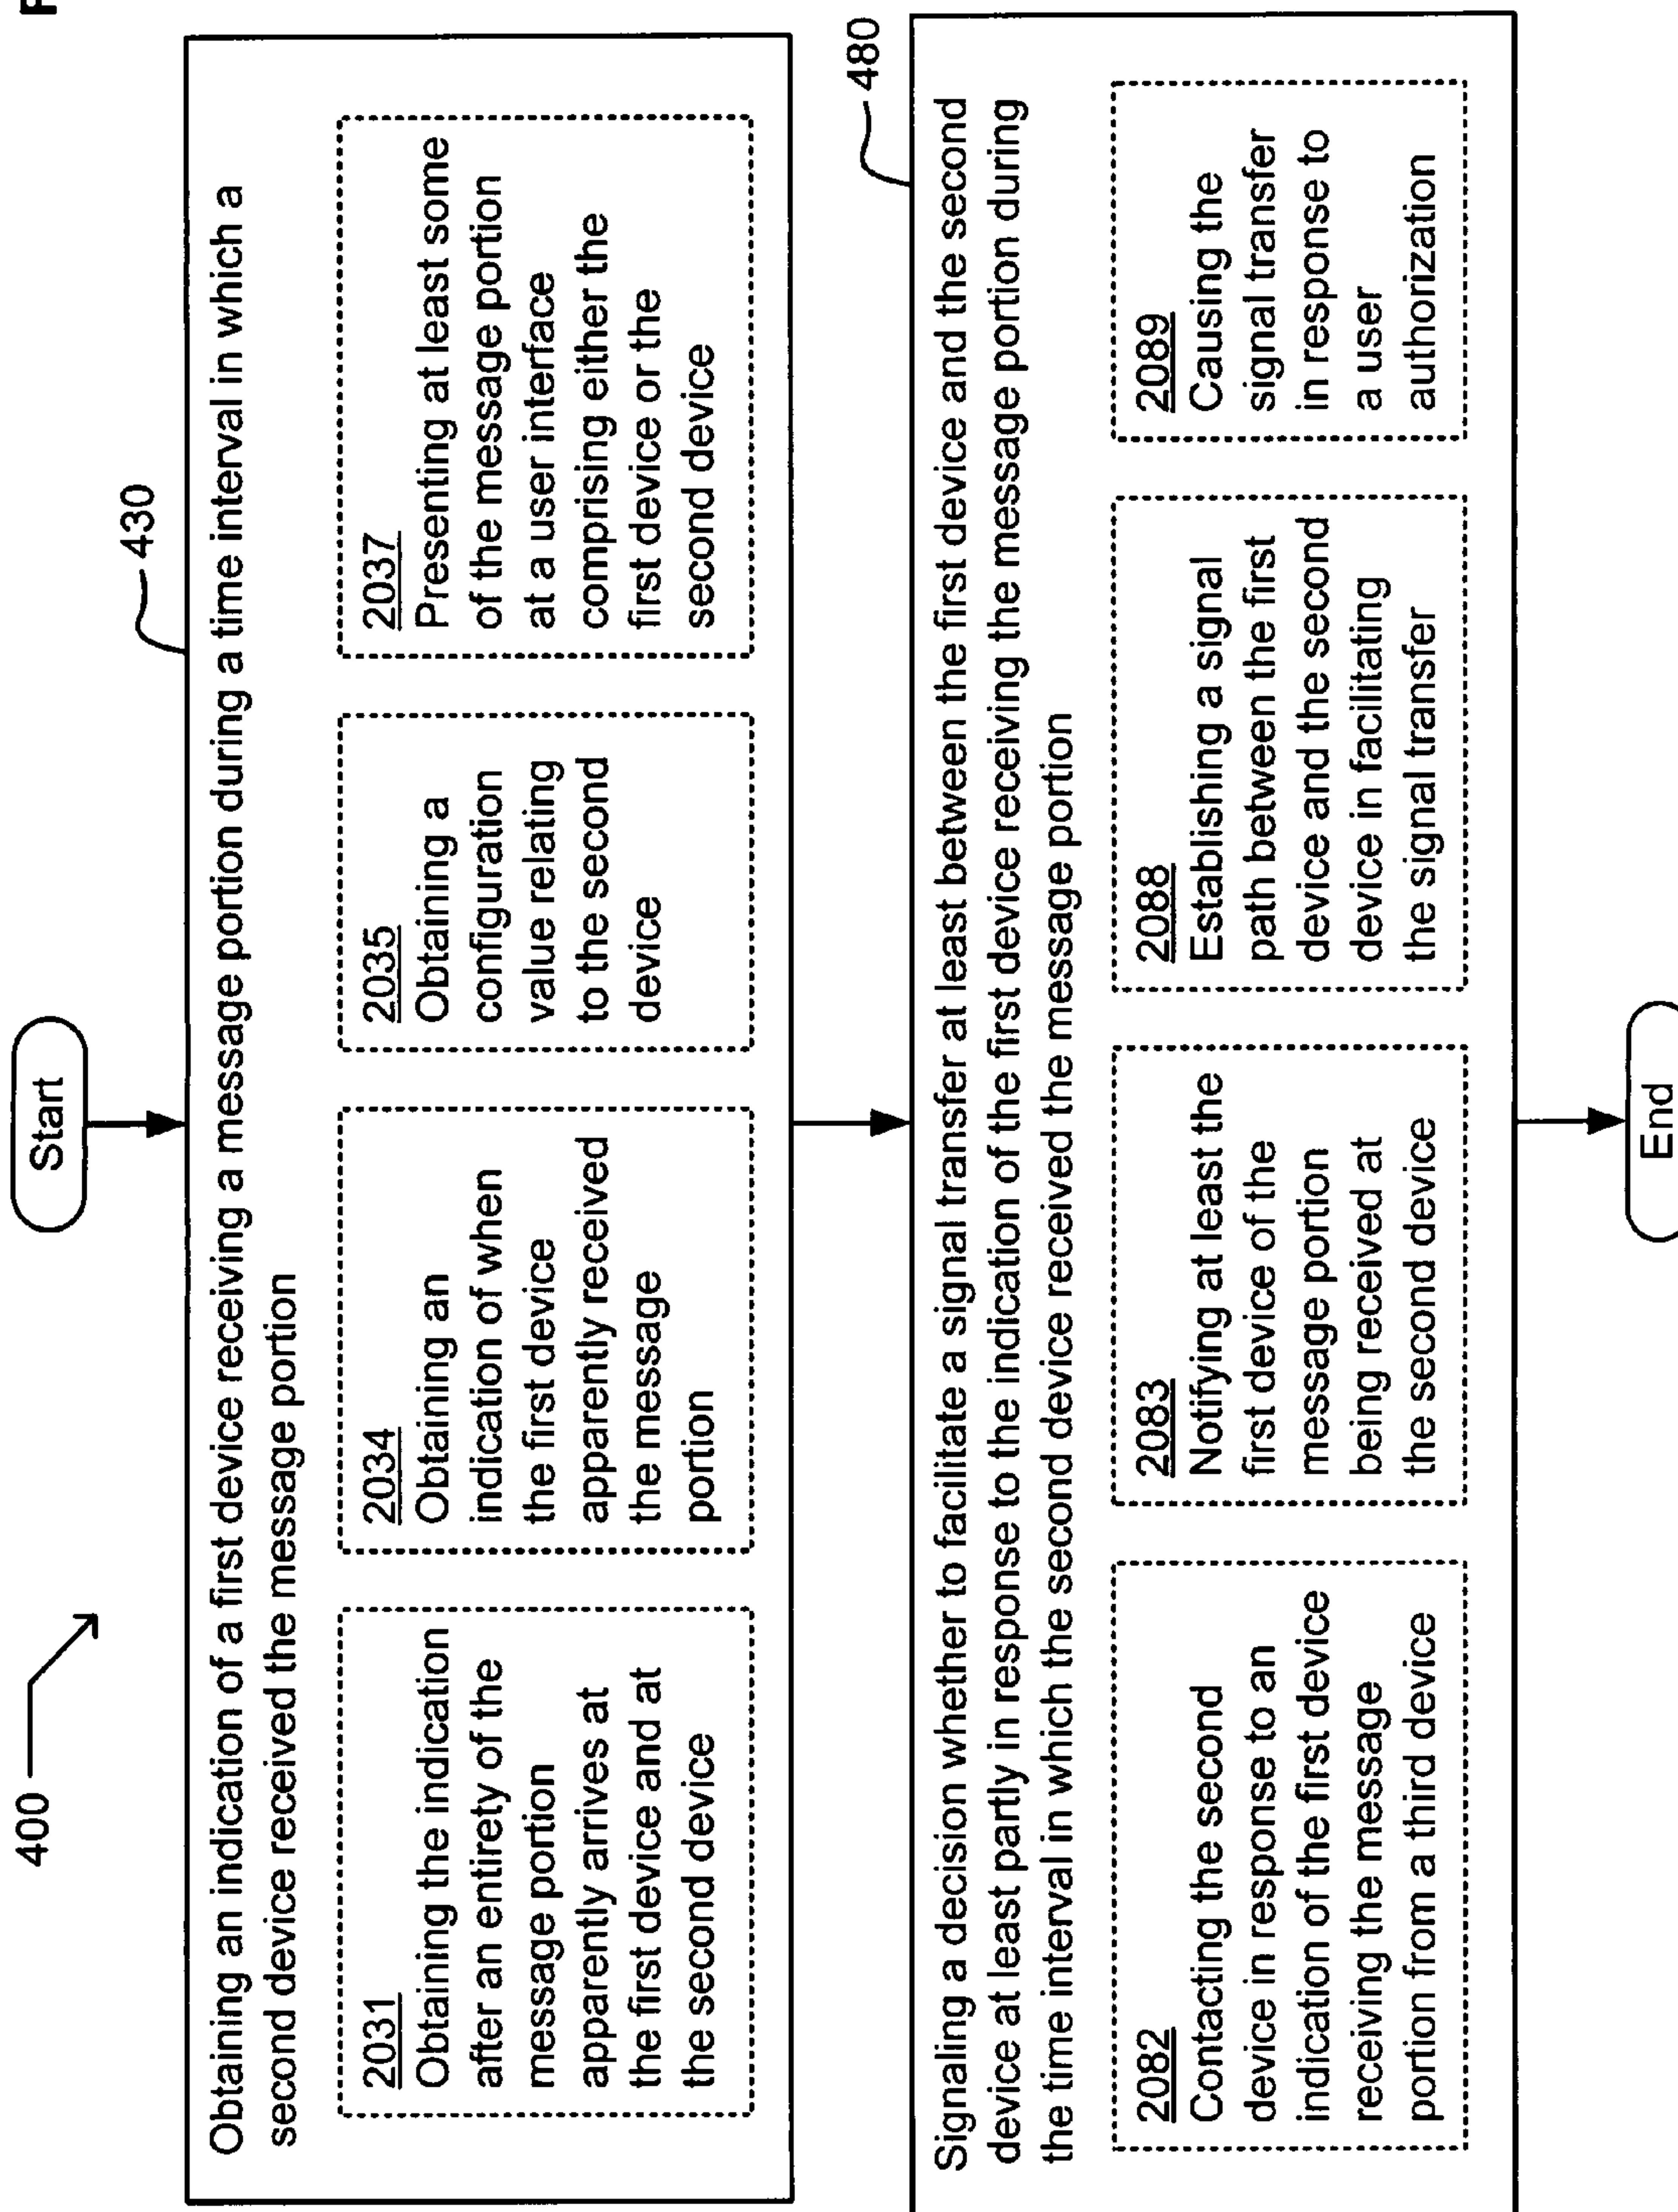 400
Start
430
Obtaining an indication of a first device receiving a message portion during a time interval in which a
second device received the message portion
2031
Obtaining the indication
after an entirety of the
message portion
apparently arrives at
the first device and at
the second device
2034
Obtaining an
indication of when
the first device
apparently received
the message
portion
2035
Obtaining a
configuration
value relating
to the second
device
2037
Presenting at least some
of the message portion
at a user interface
comprising either the
first device or the
second device
480
Signaling a decision whether to facilitate a signal transfer at least between the first device and the second
device at least partly in response to the indication of the first device receiving the message portion during
the time interval in which the second device received the message portion
2082
Contacting the second
device in response to an
indication of the first device
receiving the message
portion from a third device
2083
Notifying at least the
first device of the
message portion
being received at
the second device
2088
Establishing a signal
path between the first
device and the second
device in facilitating
the signal transfer
2089
Causing the
signal transfer
in response to
a user
authorization
End